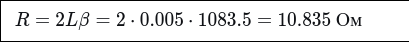 R = 2Lβ = 2 · 0.005 · 1083.5 = 10.835 Ом